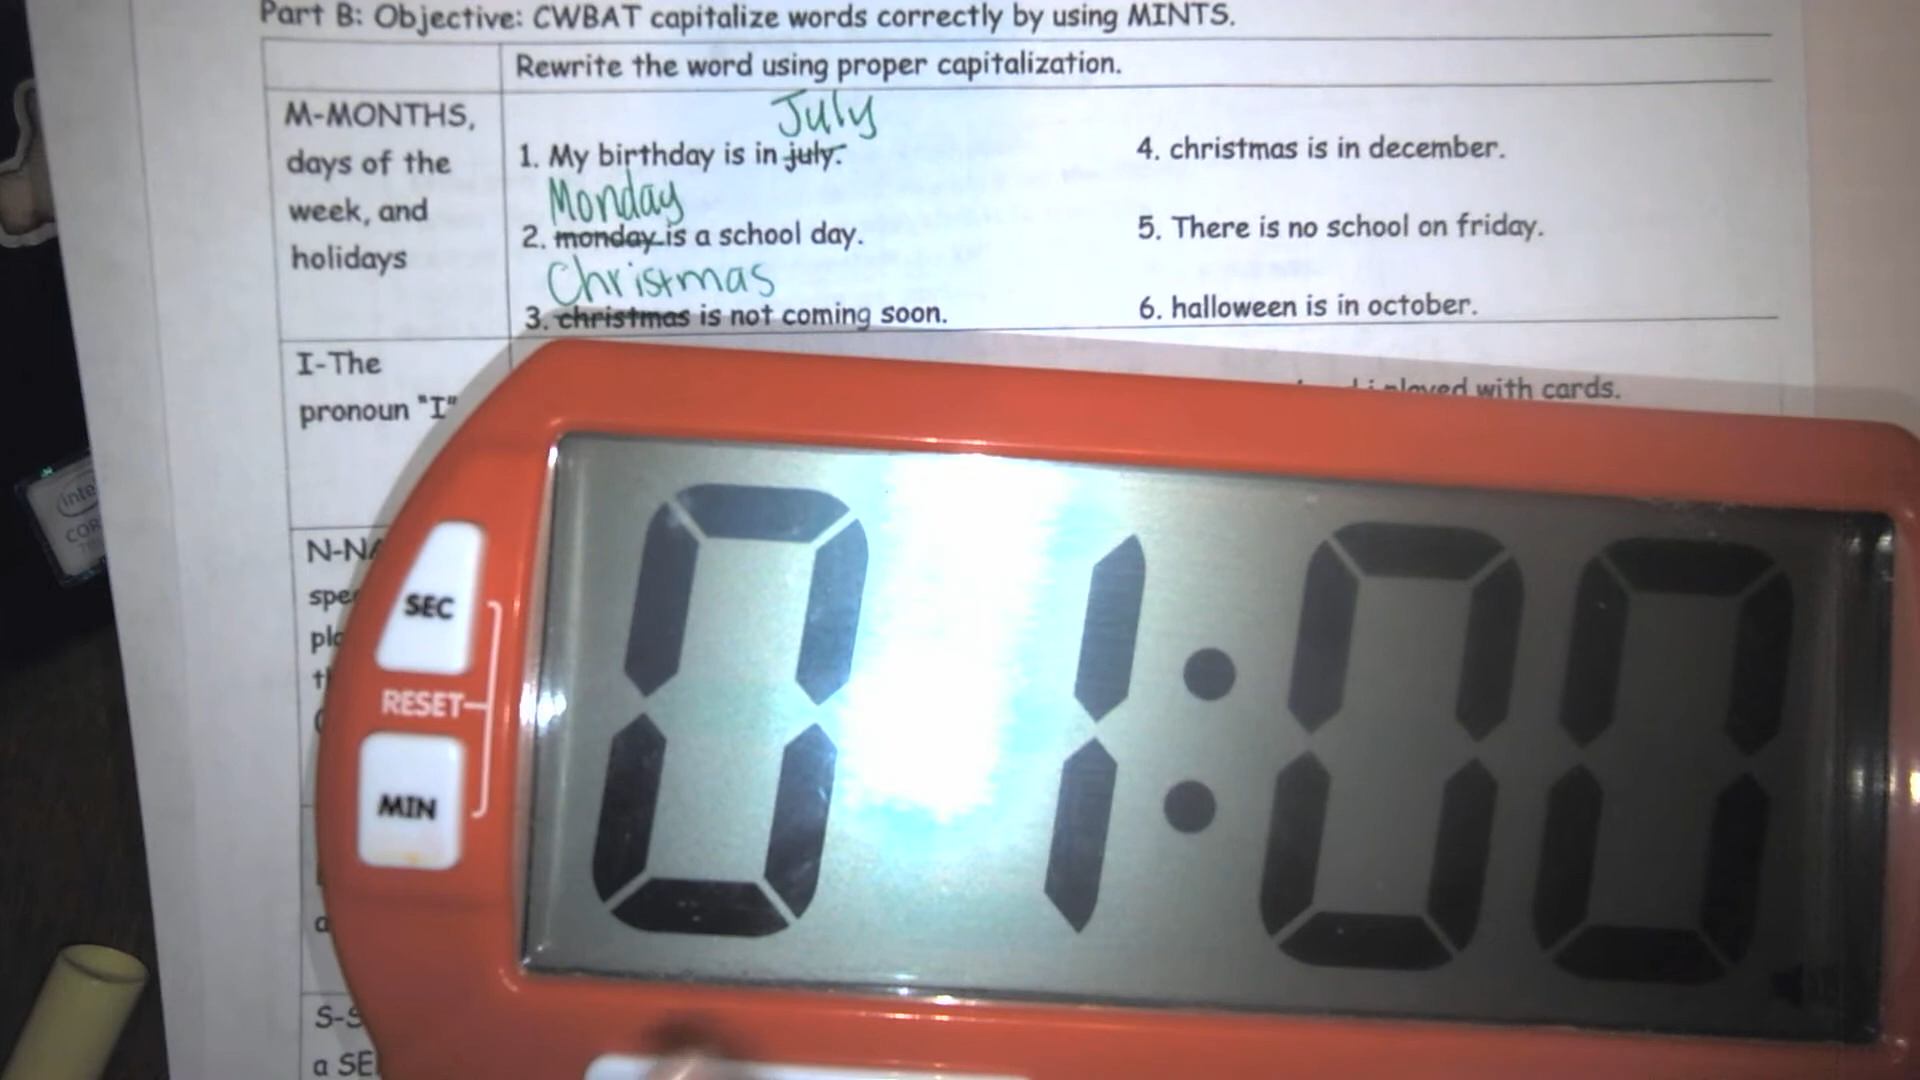 Part B: Objective: CWBAT capitalize words correctly by using MINTS.
Rewrite the word using proper capitalization.
M-MONTHS,
days of the
week, and
holidays
July
1. My birthday is in july.
Monday
2. monday is a school day.
Christmas
3. christmas is not coming soon.
4. christmas is in december.
5. There is no school on friday.
6. halloween is in october.
I-The
pronoun "I"
i played with cards.
SEC
RESET
MIN
01:00
a
S-S
a SE